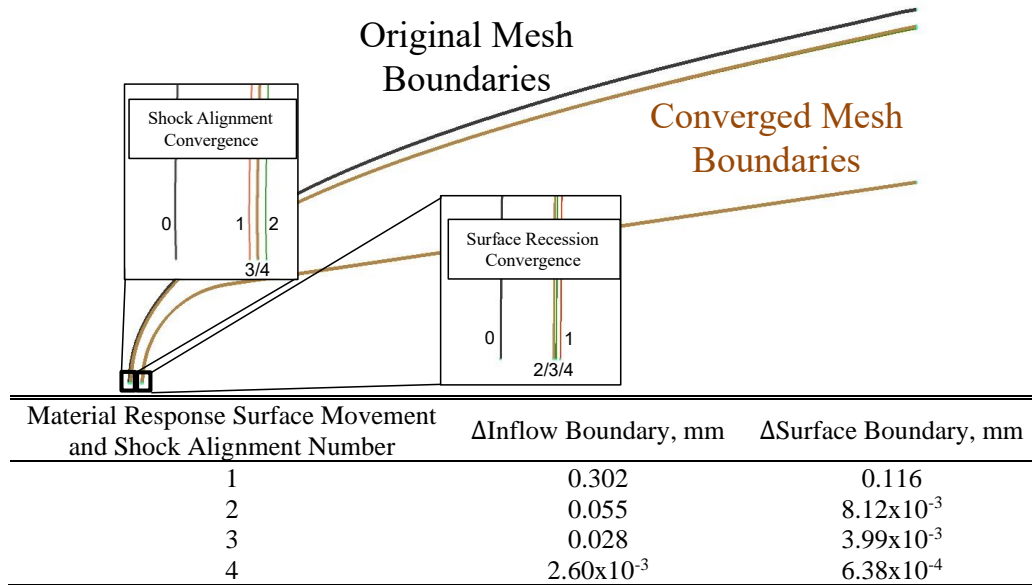 Original Mesh
Boundaries
Shock Alignment
Convergence
0
1
2
3/4
Converged Mesh
Boundaries
Surface Recession
Convergence
0
1
2/3/4
Material Response Surface Movement
and Shock Alignment Number
ΔInflow Boundary, mm
ΔSurface Boundary, mm
1 0.302 0.116
2 0.055 8.12x10⁻³
3 0.028 3.99x10⁻³
4 2.60x10⁻³ 6.38x10⁻⁴